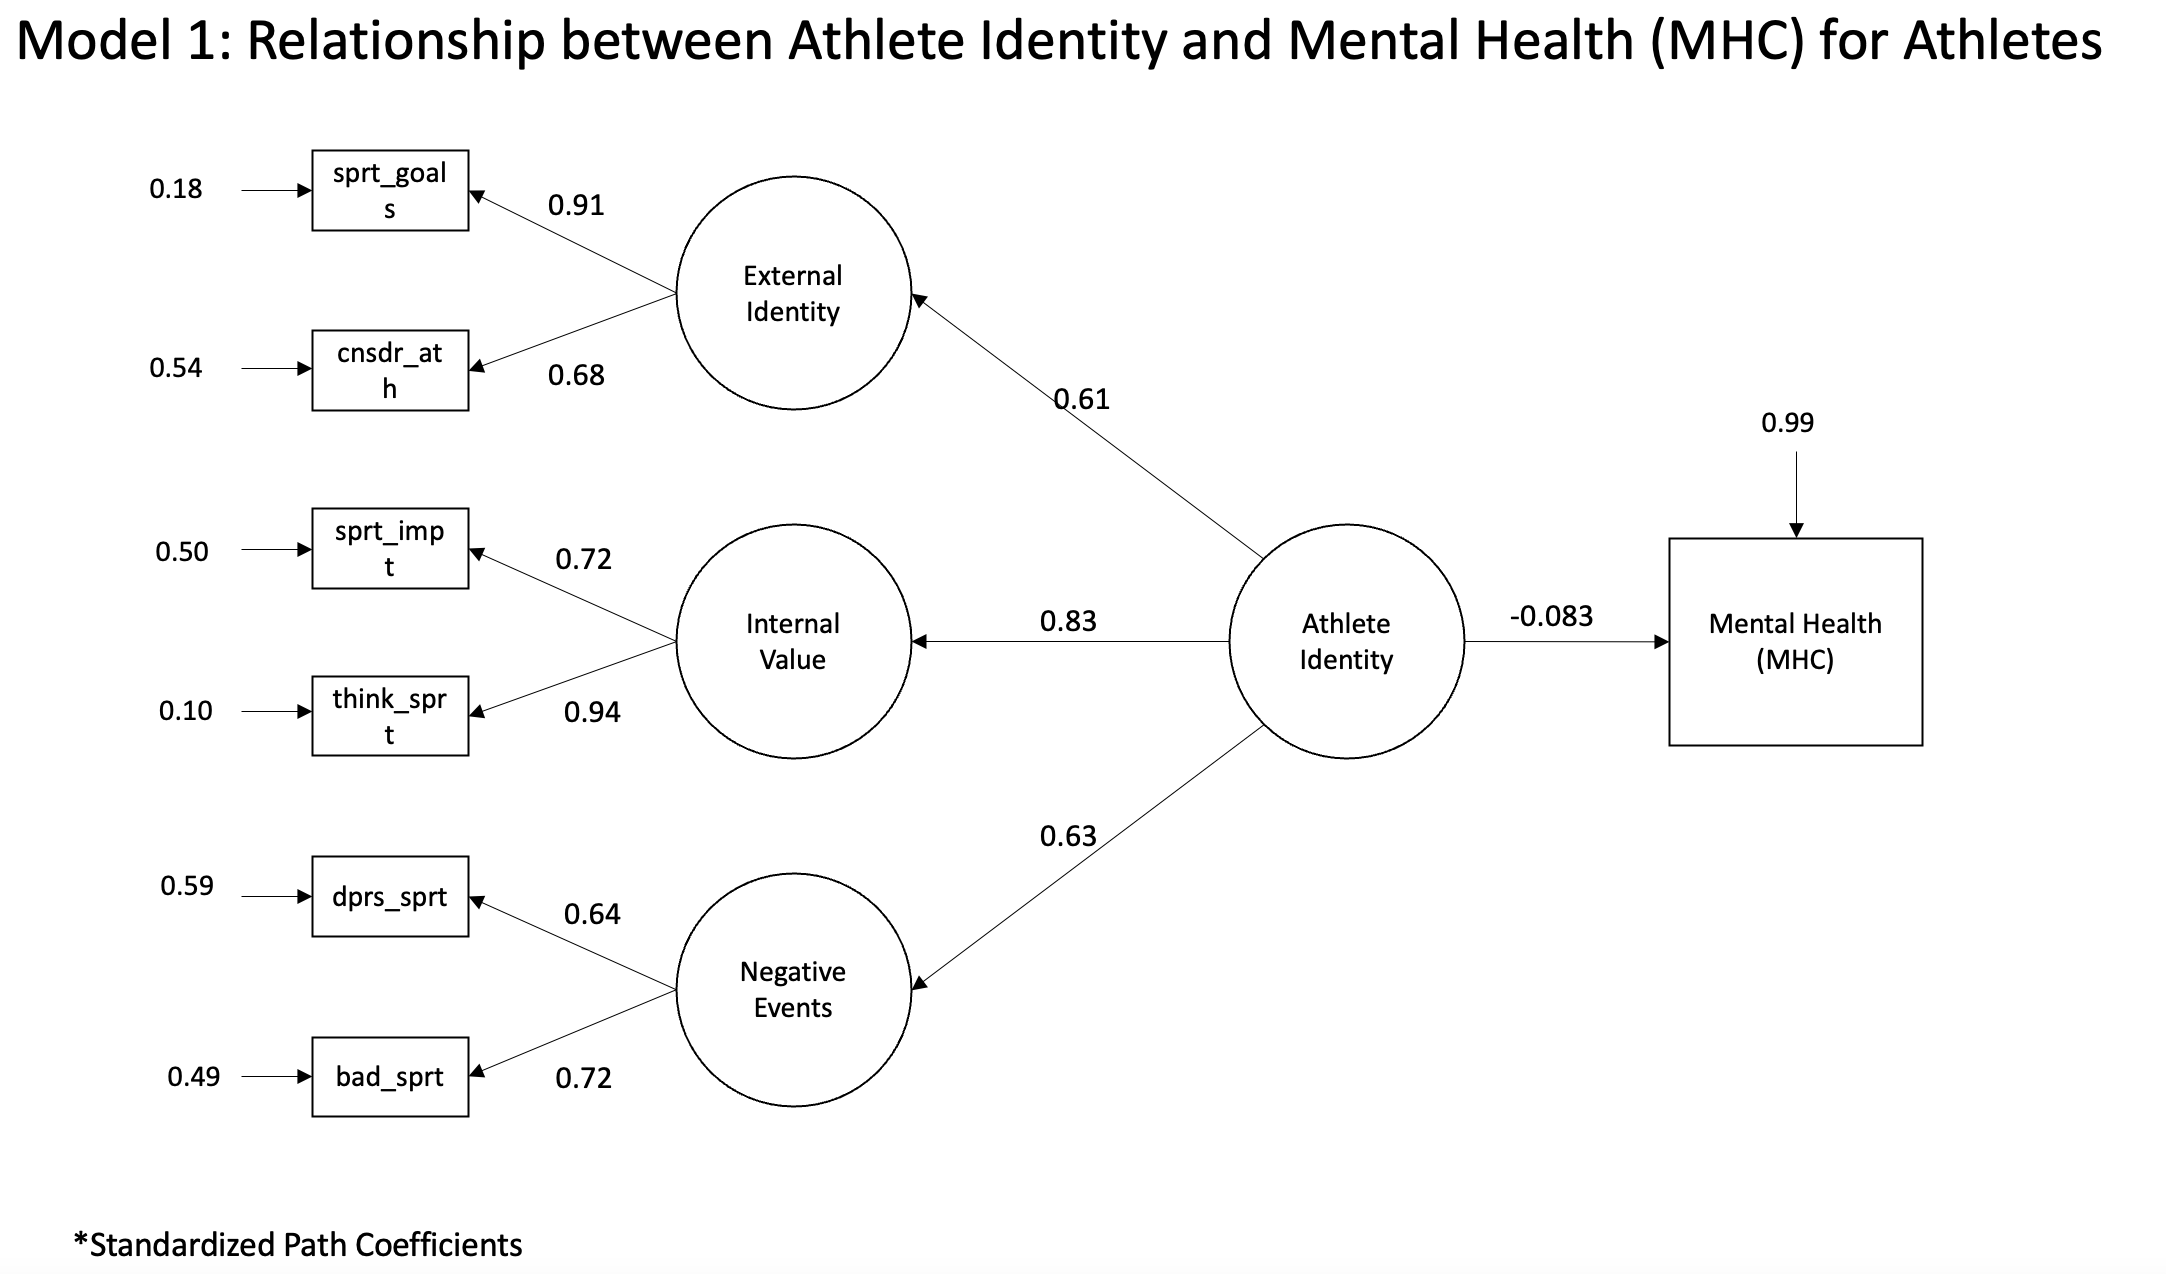 Model 1: Relationship between Athlete Identity and Mental Health (MHC) for Athletes
0.18
sprt_goal
s
0.91
External
Identity
0.54
cnsdr_at
h
0.68
0.61
0.99
0.50
sprt_imp
t
0.72
Internal
Value
0.83
Athlete
Identity
-0.083
Mental Health
(MHC)
0.10
think_spr
t
0.94
0.63
0.59
dprs_sprt
0.64
Negative
Events
0.49
bad_sprt
0.72
*Standardized Path Coefficients